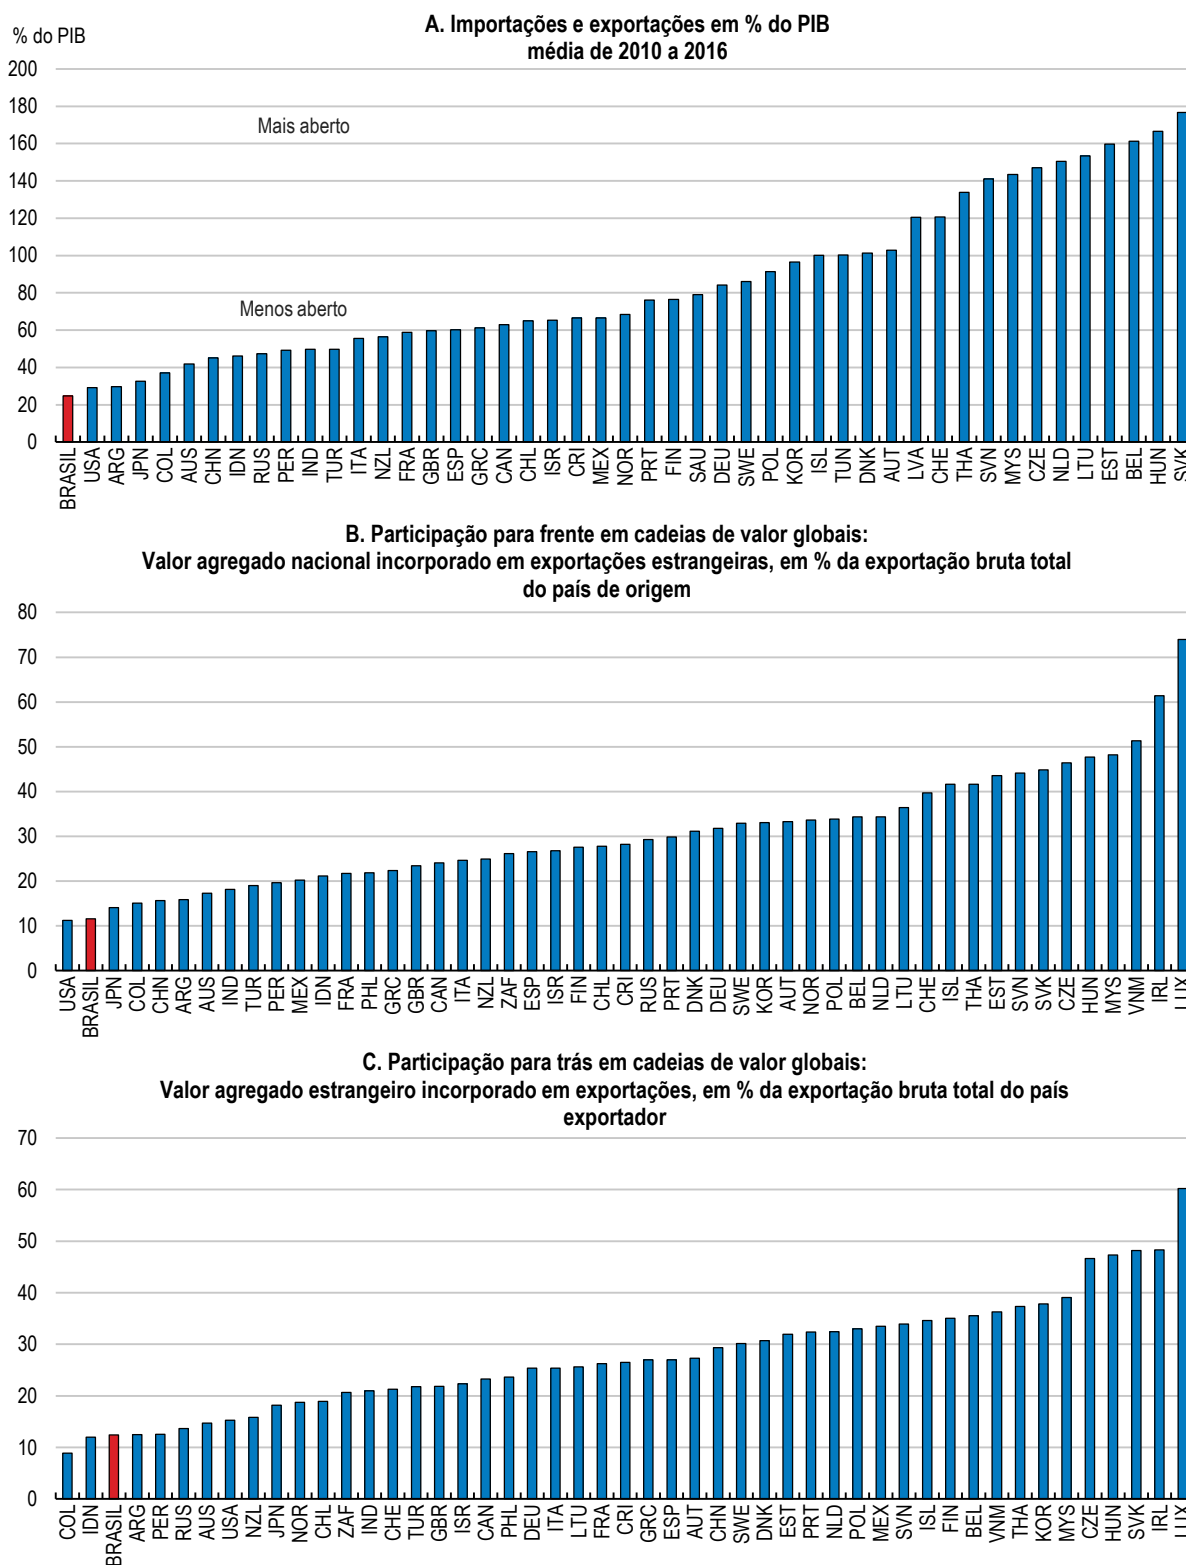 A. Importações e exportações em % do PIB
média de 2010 a 2016
% do PIB
200
180
160
140
120
100
80
60
40
20
0
Mais aberto
Menos aberto
BRASIL USA ARG JPN COL AUS CHN IDN RUS PER IND TUR ITA NZL FRA GBR ESP GRC CAN CHL ISR CRI MEX NOR PRT FIN SAU DEU SWE POL KOR ISL TUN DNK AUT LVA CHE THA SVN MYS CZE NLD LTU EST BEL HUN SVK
B. Participação para frente em cadeias de valor globais:
Valor agregado nacional incorporado em exportações estrangeiras, em % da exportação bruta total
do país de origem
80
70
60
50
40
30
20
10
0
USA BRASIL JPN COL CHN ARG AUS IND TUR PER MEX IDN FRA PHL GRC GBR CAN ITA NZL ZAF ESP ISR FIN CHL CRI RUS PRT DNK DEU SWE KOR AUT NOR POL BEL NLD LTU CHE ISL THA EST SVN SVK CZE HUN MYS VNM IRL LUX
C. Participação para trás em cadeias de valor globais:
Valor agregado estrangeiro incorporado em exportações, em % da exportação bruta total do país
exportador
70
60
50
40
30
20
10
0
COL IDN BRASIL ARG PER RUS AUS USA NZL JPN NOR CHL ZAF IND CHE TUR GBR ISR CAN PHL DEU ITA LTU FRA CRI GRC ESP AUT CHN SWE DNK EST PRT NLD POL MEX SVN ISL FIN BEL VNM THA KOR MYS CZE HUN SVK IRL LUX